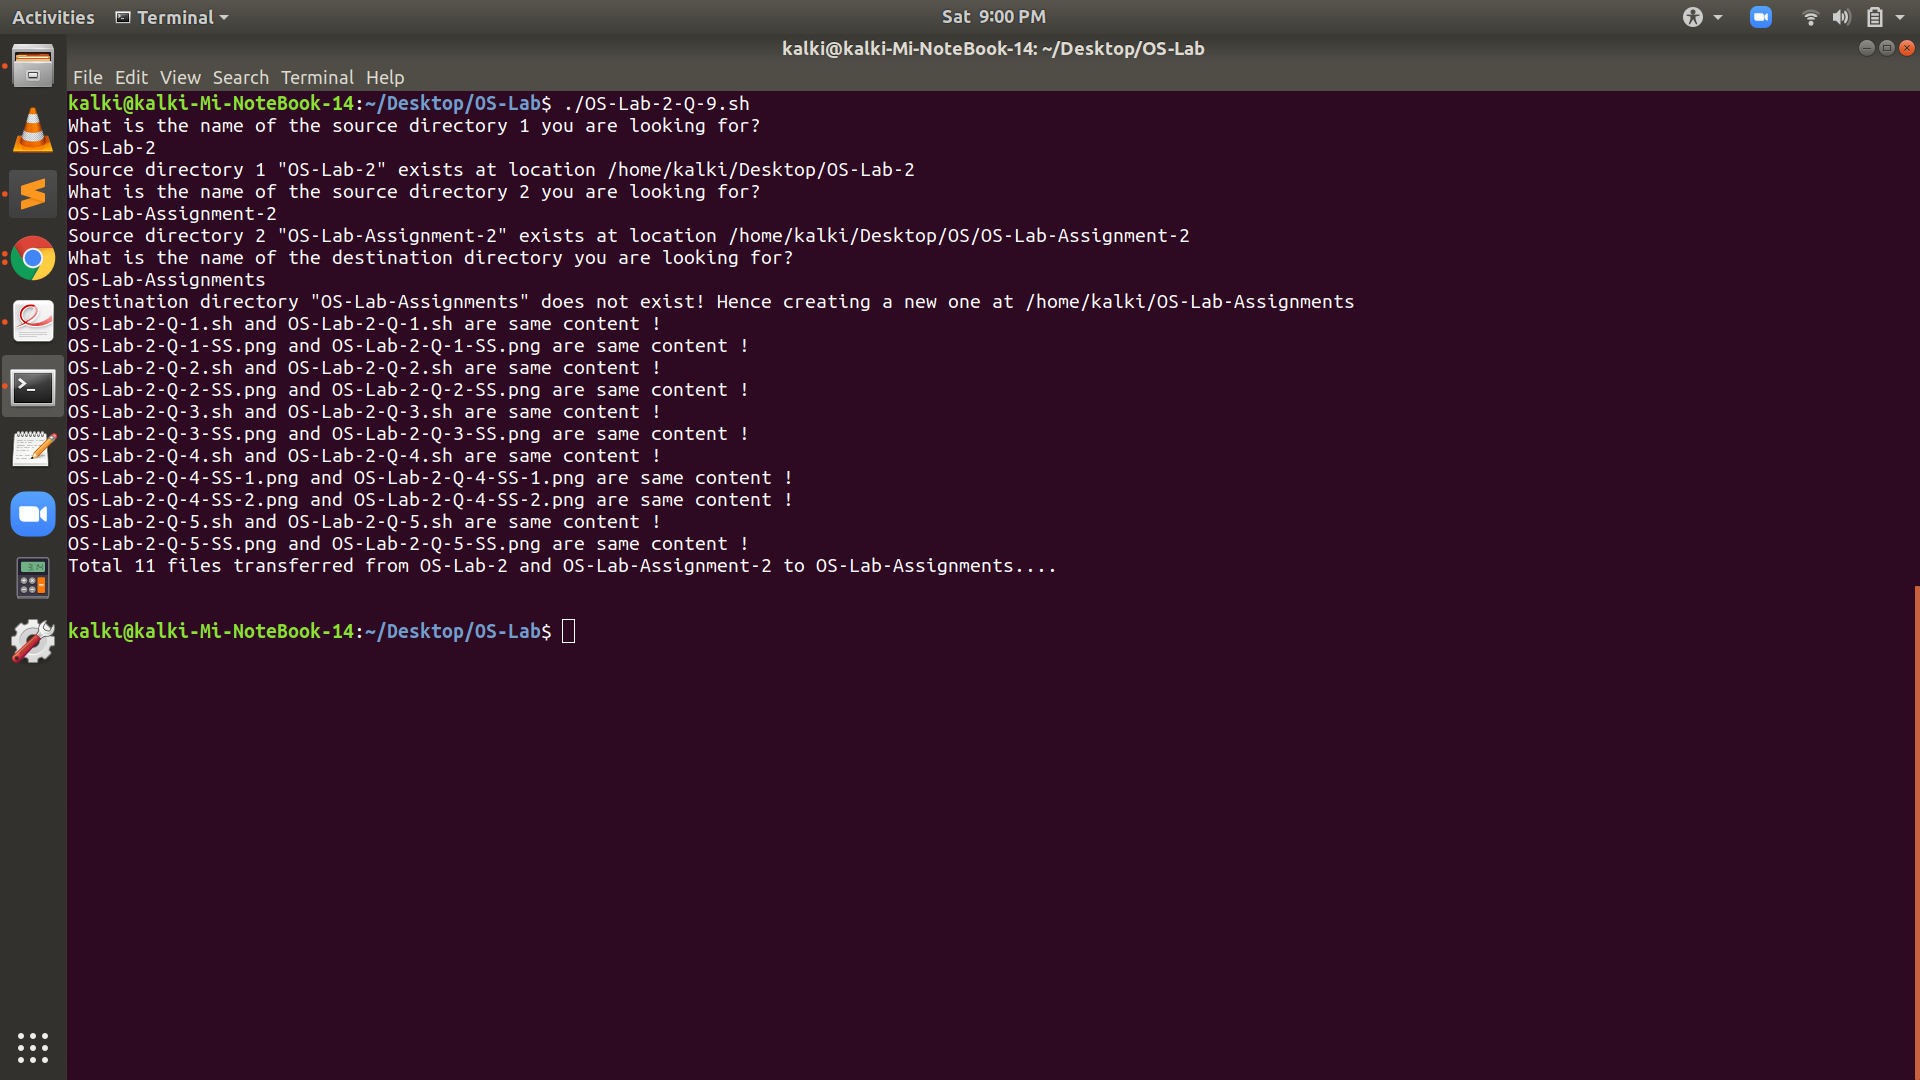 Activities Terminal Sat 9:00 PM
kalki@kalki-Mi-NoteBook-14: ~/Desktop/OS-Lab
File Edit View Search Terminal Help
kalki@kalki-Mi-NoteBook-14:~/Desktop/OS-Lab$ ./OS-Lab-2-Q-9.sh
What is the name of the source directory 1 you are looking for?
OS-Lab-2
Source directory 1 "OS-Lab-2" exists at location /home/kalki/Desktop/OS-Lab-2
What is the name of the source directory 2 you are looking for?
OS-Lab-Assignment-2
Source directory 2 "OS-Lab-Assignment-2" exists at location /home/kalki/Desktop/OS/OS-Lab-Assignment-2
What is the name of the destination directory you are looking for?
OS-Lab-Assignments
Destination directory "OS-Lab-Assignments" does not exist! Hence creating a new one at /home/kalki/OS-Lab-Assignments
OS-Lab-2-Q-1.sh and OS-Lab-2-Q-1.sh are same content !
OS-Lab-2-Q-1-SS.png and OS-Lab-2-Q-1-SS.png are same content !
OS-Lab-2-Q-2.sh and OS-Lab-2-Q-2.sh are same content !
OS-Lab-2-Q-2-SS.png and OS-Lab-2-Q-2-SS.png are same content !
OS-Lab-2-Q-3.sh and OS-Lab-2-Q-3.sh are same content !
OS-Lab-2-Q-3-SS.png and OS-Lab-2-Q-3-SS.png are same content !
OS-Lab-2-Q-4.sh and OS-Lab-2-Q-4.sh are same content !
OS-Lab-2-Q-4-SS-1.png and OS-Lab-2-Q-4-SS-1.png are same content !
OS-Lab-2-Q-4-SS-2.png and OS-Lab-2-Q-4-SS-2.png are same content !
OS-Lab-2-Q-5.sh and OS-Lab-2-Q-5.sh are same content !
OS-Lab-2-Q-5-SS.png and OS-Lab-2-Q-5-SS.png are same content !
Total 11 files transferred from OS-Lab-2 and OS-Lab-Assignment-2 to OS-Lab-Assignments....
kalki@kalki-Mi-NoteBook-14:~/Desktop/OS-Lab$